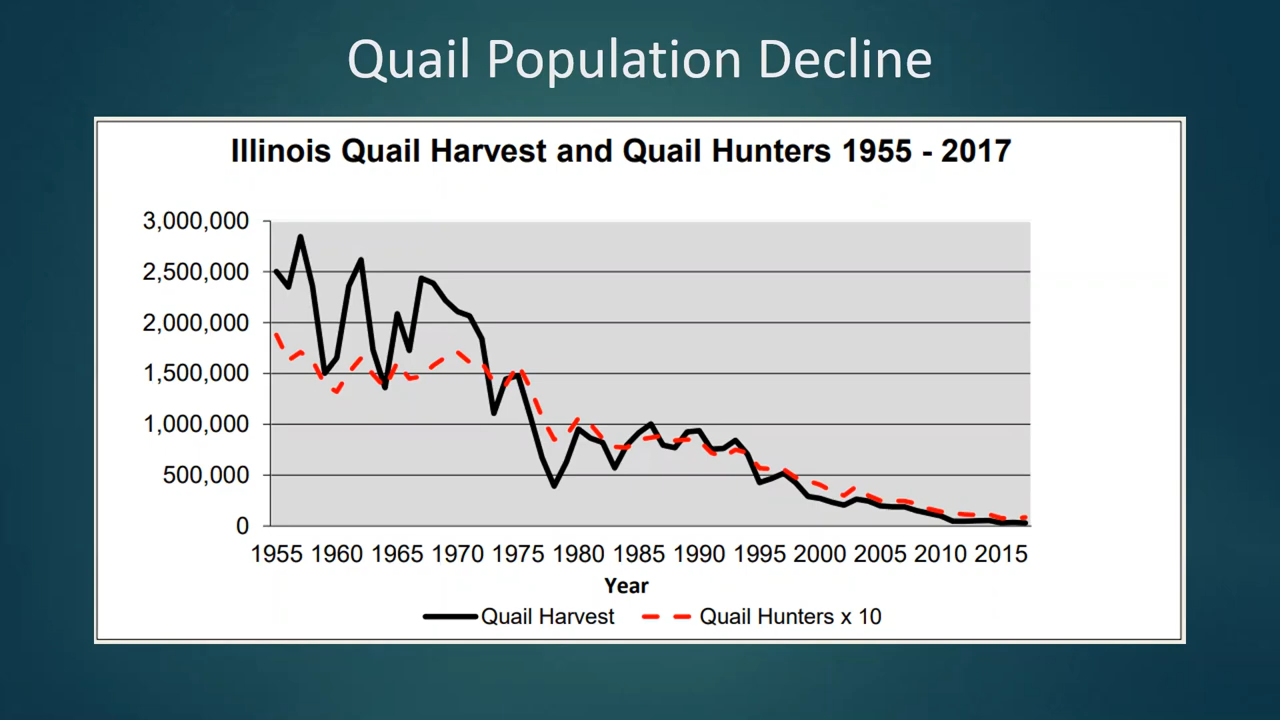 Quail Population Decline
Illinois Quail Harvest and Quail Hunters 1955 - 2017
3,000,000
2,500,000
2,000,000
1,500,000
1,000,000
500,000
0
1955 1960 1965 1970 1975 1980 1985 1990 1995 2000 2005 2010 2015
Year
Quail Harvest Quail Hunters x 10